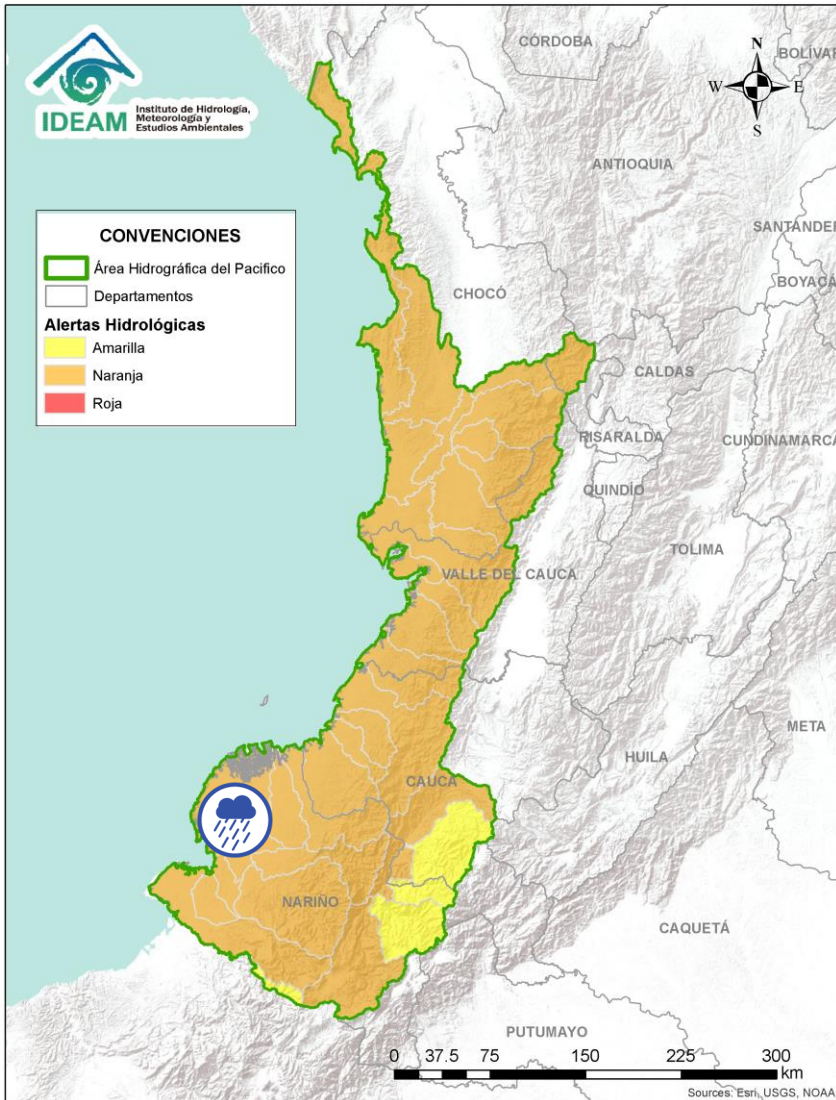 IDEAM
Instituto de Hidrología,
Meteorología y
Estudios Ambientales
CONVENCIONES
Área Hidrográfica del Pacifico
Departamentos
Alertas Hidrológicas
Amarilla
Naranja
Roja
N
W
E
S
CÓRDOBA
BOLÍVAR
ANTIOQUIA
SANTANDER
BOYACÁ
CHOCÓ
CALDAS
RISARALDA
CUNDINAMARCA
QUINDÍO
TOLIMA
VALLE DEL CAUCA
META
HUILA
CAUCA
NARIÑO
CAQUETÁ
PUTUMAYO
0 37.5 75 150 225 300
km
Sources: Esri, USGS, NOAA